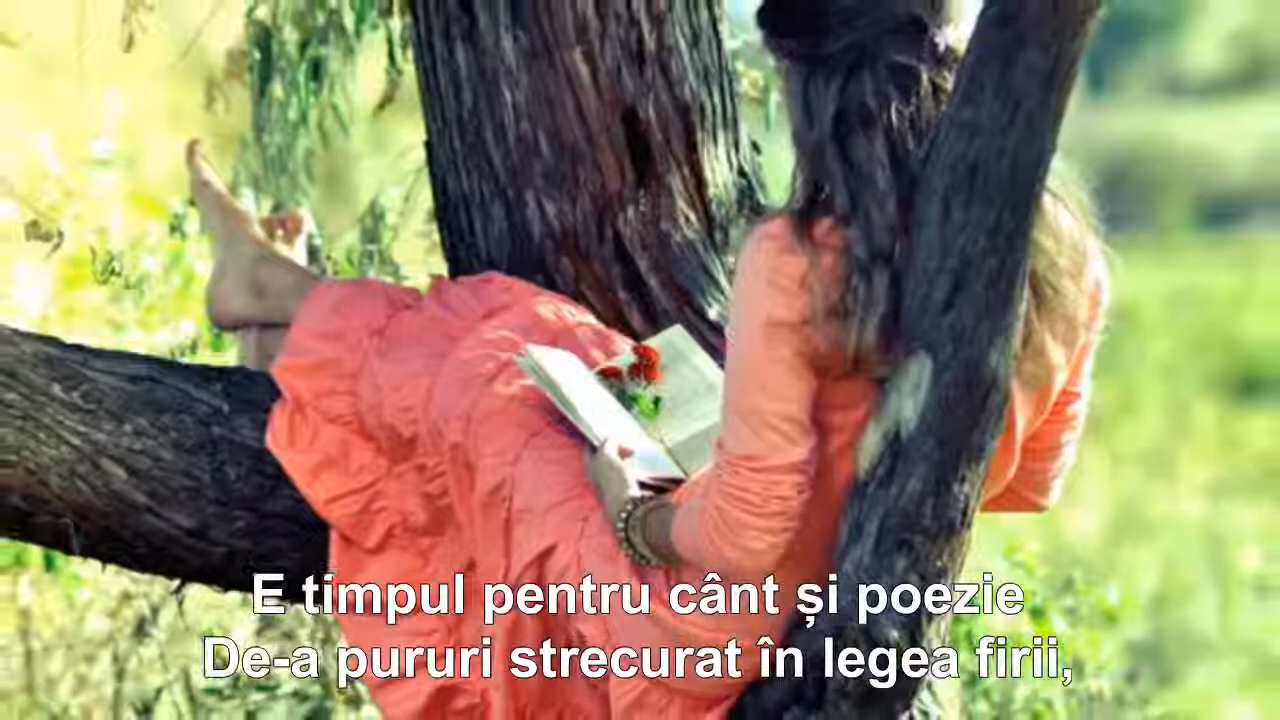 E timpul pentru cânt și poezie
De-a pururi strecurat în legea firii,